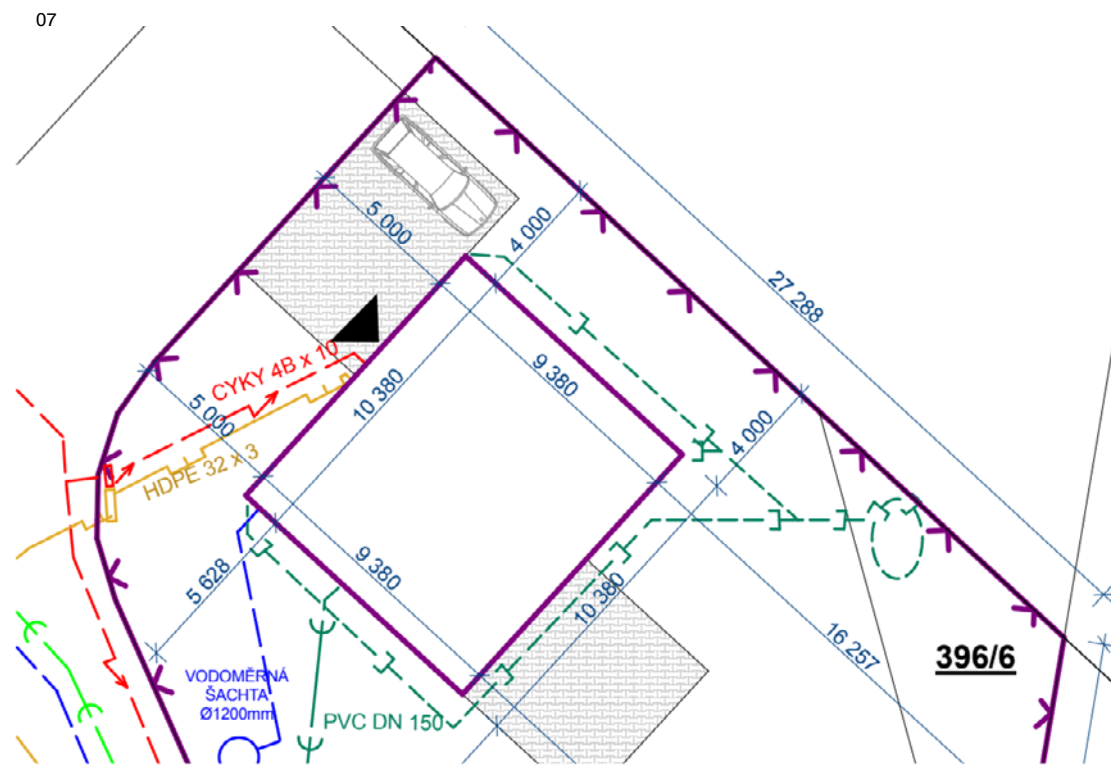 07
5 000
4 000
27 288
CYKY 4B x 10
10 380
9 380
5 000
4 000
HDPE 32 x 3
9 380
5 628
10 380
16 257
396/6
VODOMĚRNÁ
ŠACHTA
Ø1200mm
PVC DN 150